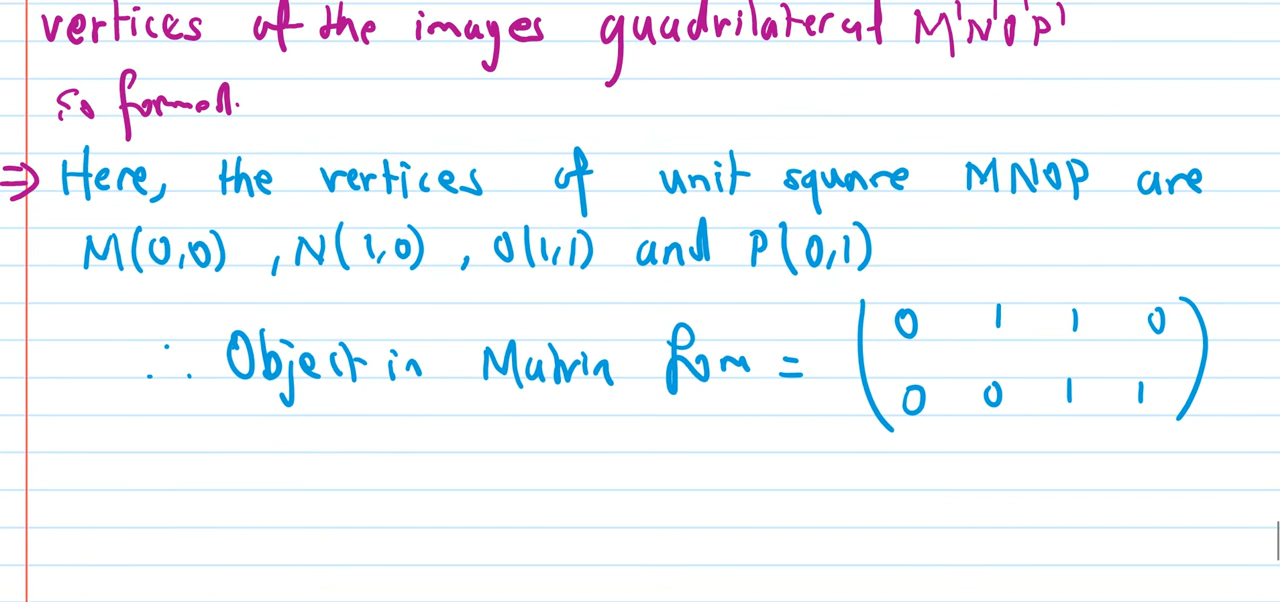 vertices of the images quadrilateral M'N'O'P'
so formed.
⇒ Here, the vertices of unit square MNOP are
M(0,0) , N(1,0) , O(1,1) and P(0,1)
∴ Object in Matrix form = ( 0 1 1 0
0 0 1 1 )